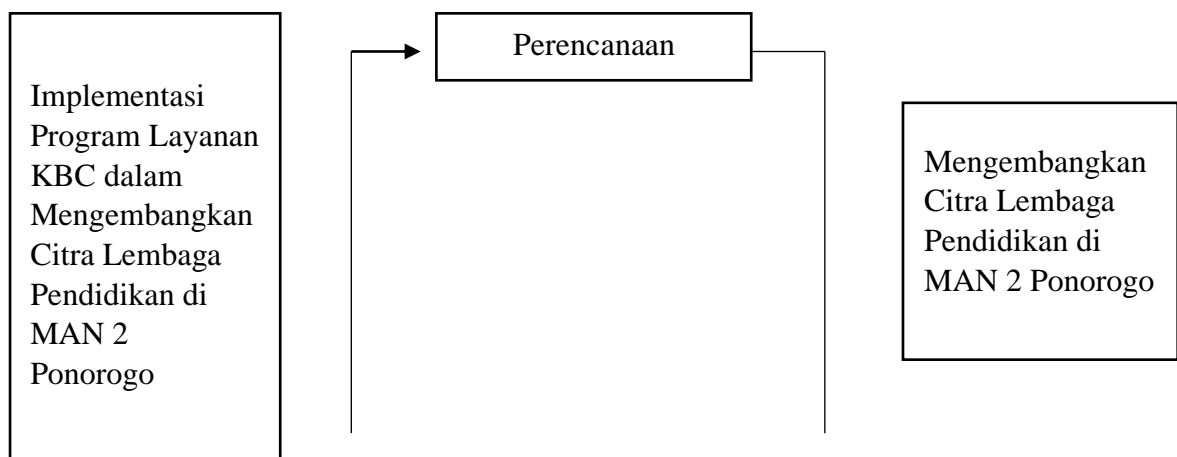 Implementasi
Program Layanan
KBC dalam
Mengembangkan
Citra Lembaga
Pendidikan di
MAN 2
Ponorogo
Perencanaan
Mengembangkan
Citra Lembaga
Pendidikan di
MAN 2 Ponorogo